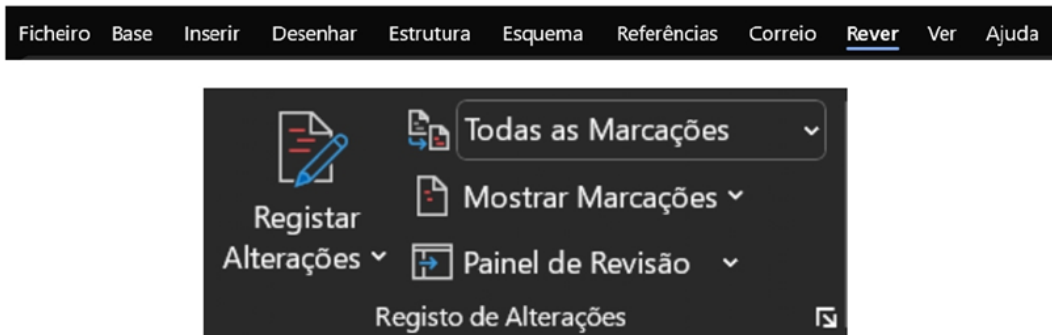 Ficheiro Base Inserir Desenhar Estrutura Esquema Referências Correio Rever Ver Ajuda
Todas as Marcações
Mostrar Marcações
Registar
Alterações
Painel de Revisão
Registo de Alterações